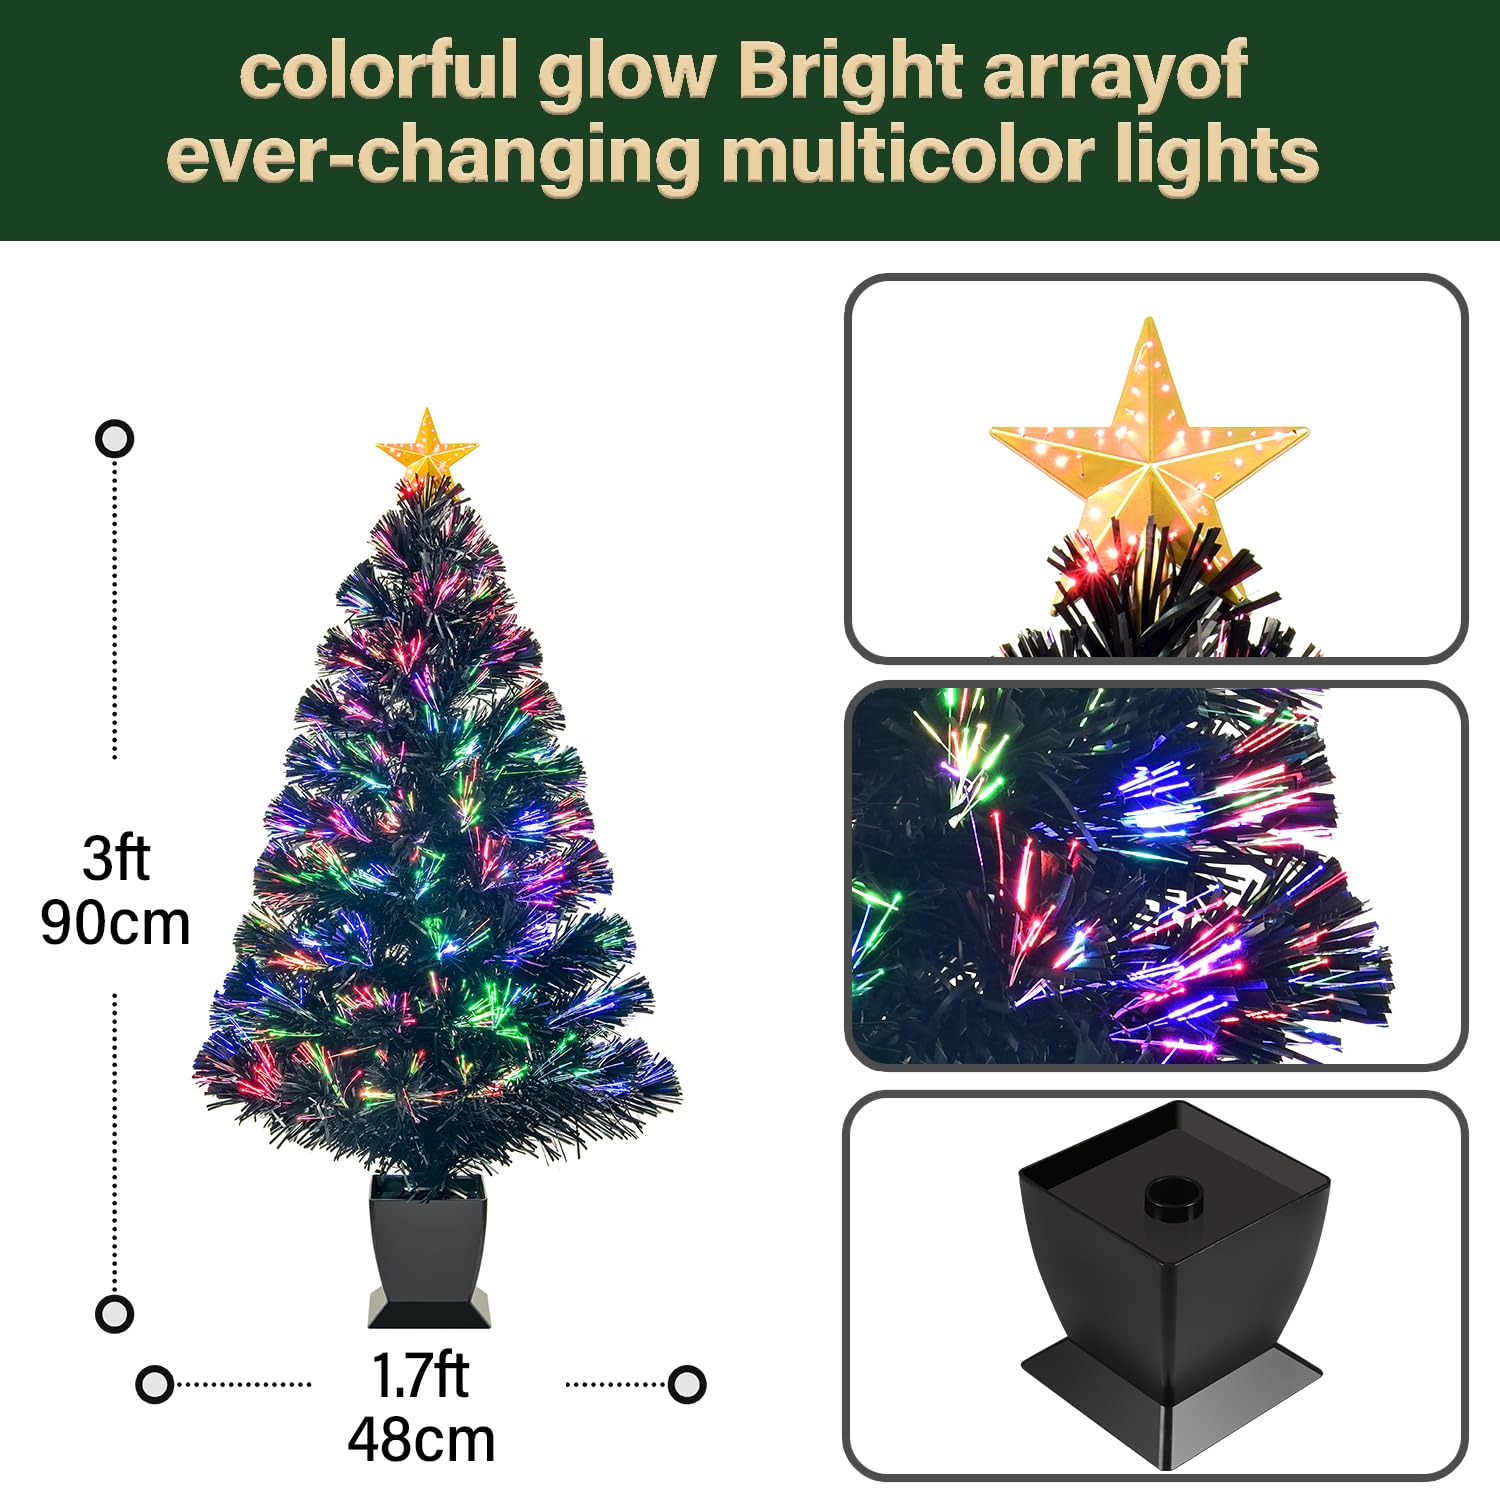 colorful glow Bright arrayof
ever-changing multicolor lights
3ft
90cm
1.7ft
48cm